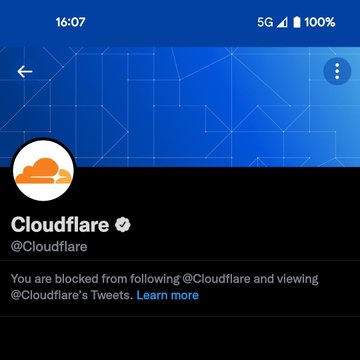 16:07 5G 100%
Cloudflare
@Cloudflare
You are blocked from following @Cloudflare and viewing
@Cloudflare's Tweets. Learn more